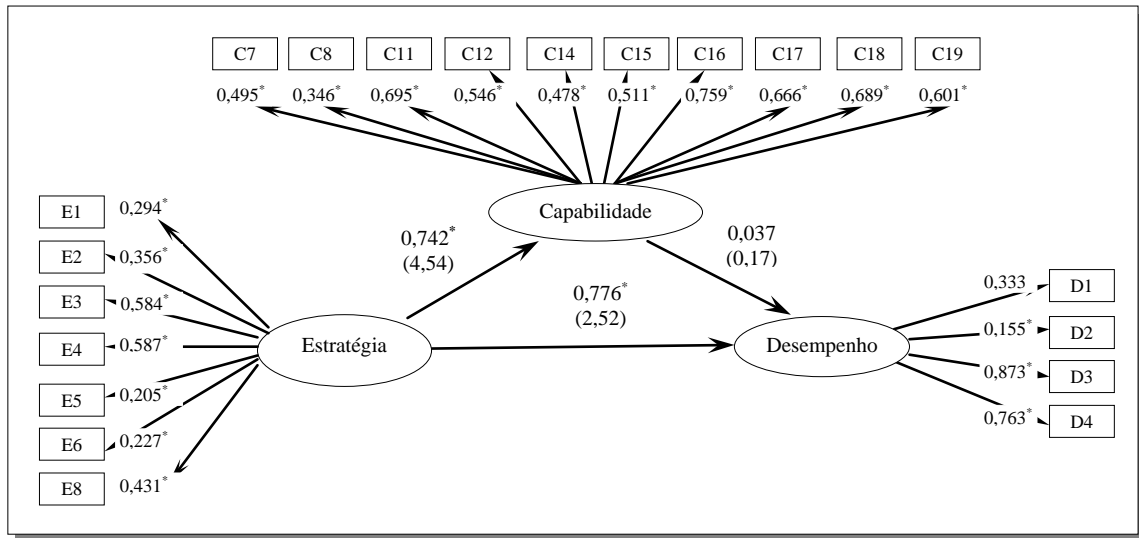 C7 C8 C11 C12 C14 C15 C16 C17 C18 C19
0,495* 0,346* 0,695* 0,546* 0,478* 0,511* 0,759* 0,666* 0,689* 0,601*
Capabilidade
E1 0,294*
E2 0,356*
E3 0,584*
E4 0,587*
E5 0,205*
E6 0,227*
E8 0,431*
Estratégia
0,742*
(4,54)
0,037
(0,17)
0,776*
(2,52)
Desempenho
0,333 D1
0,155* D2
0,873* D3
0,763* D4